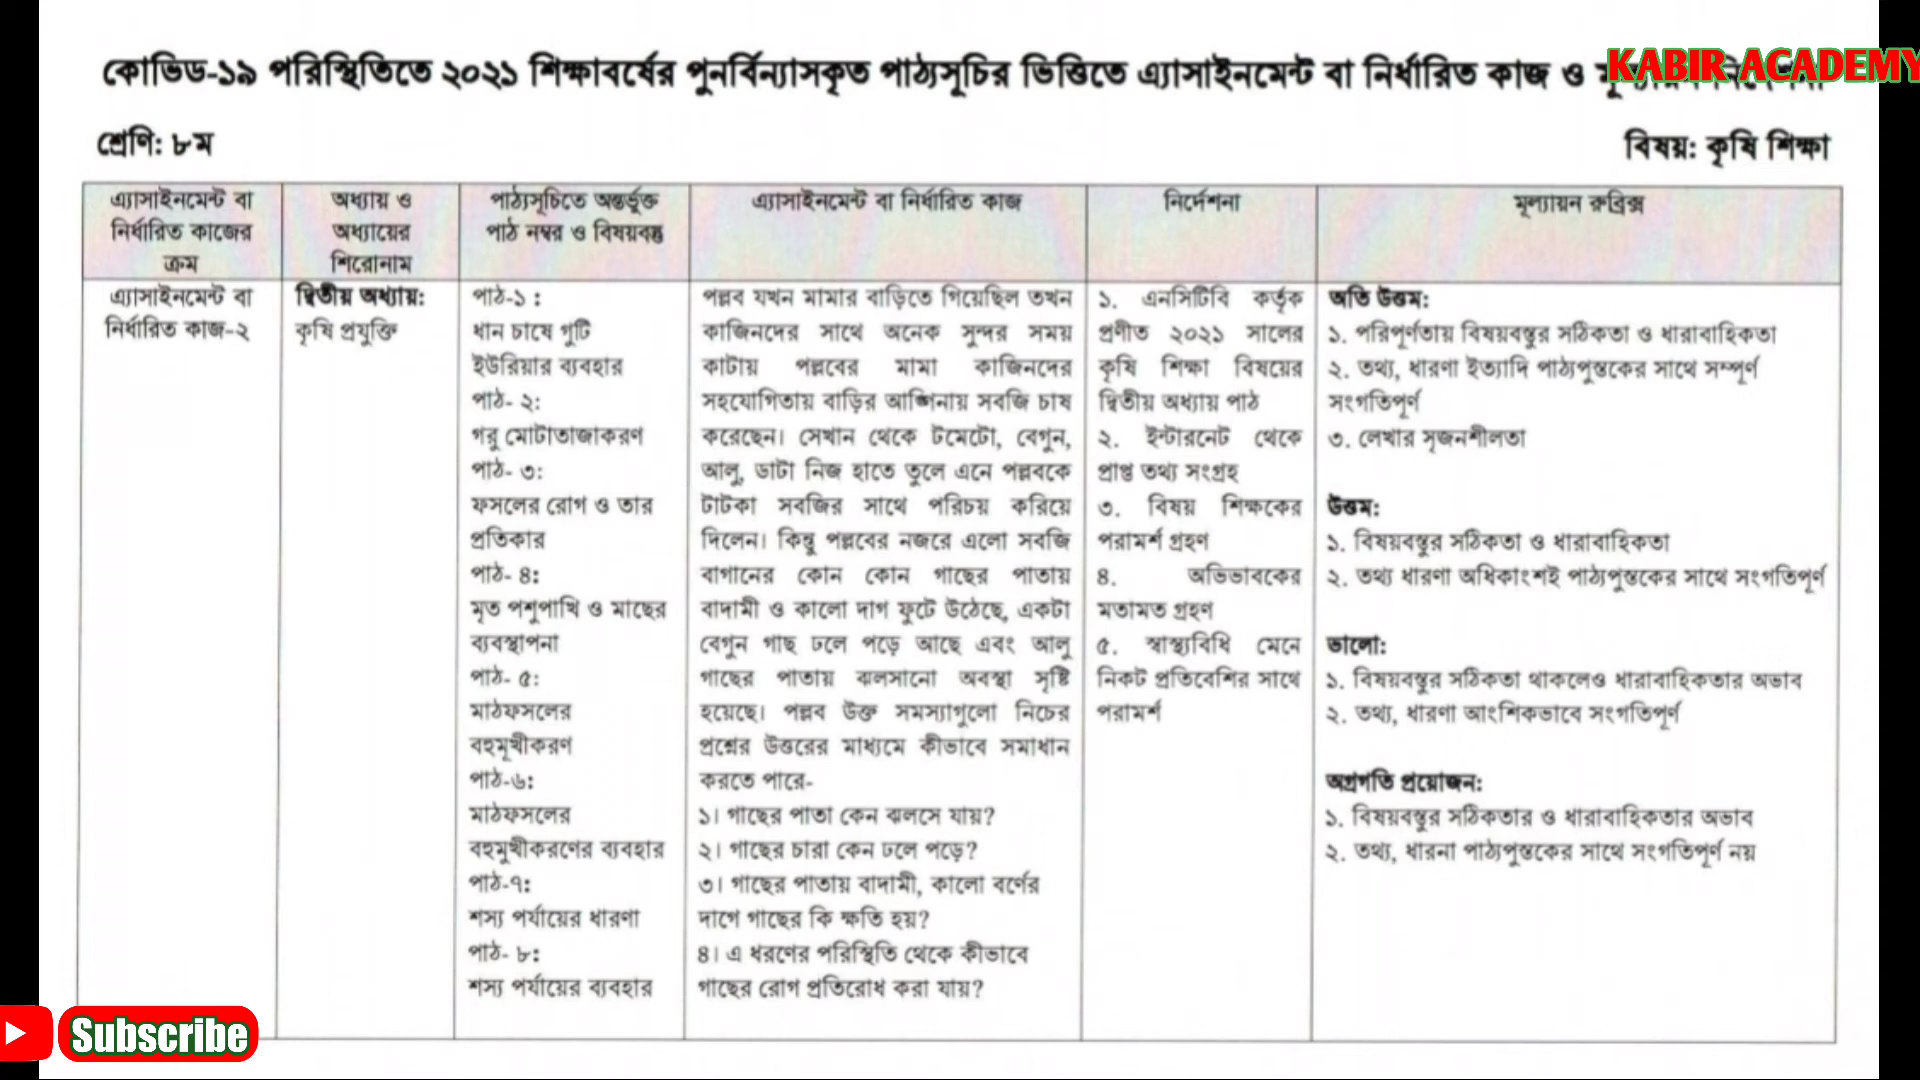 কোভিড-১৯ পরিস্থিতিতে ২০২১ শিক্ষাবর্ষের পুনর্বিন্যাসকৃত পাঠ্যসূচির ভিত্তিতে এ্যাসাইনমেন্ট বা নির্ধারিত কাজ ও
KABIR ACADEMY
শ্রেণি: ৮ম
বিষয়: কৃষি শিক্ষা
এ্যাসাইনমেন্ট বা
নির্ধারিত কাজের
ক্রম
অধ্যায় ও
অধ্যায়ের
শিরোনাম
পাঠ্যসূচিতে অন্তর্ভুক্ত
পাঠ নম্বর ও বিষয়বস্তু
এ্যাসাইনমেন্ট বা নির্ধারিত কাজ
নির্দেশনা
মূল্যায়ন রুব্রিক্স
এ্যাসাইনমেন্ট বা
নির্ধারিত কাজ-২
দ্বিতীয় অধ্যায়:
কৃষি প্রযুক্তি
পাঠ-১ :
ধান চাষে গুটি
ইউরিয়ার ব্যবহার
পাঠ- ২:
গরু মোটাতাজাকরণ
পাঠ- ৩:
ফসলের রোগ ও তার
প্রতিকার
পাঠ- ৪:
মৃত পশুপাখি ও মাছের
ব্যবস্থাপনা
পাঠ- ৫:
মাঠফসলের
বহুমূখীকরণ
পাঠ-৬:
মাঠফসলের
বহুমুখীকরণের ব্যবহার
পাঠ-৭:
শস্য পর্যায়ের ধারণা
পাঠ- ৮:
শস্য পর্যায়ের ব্যবহার
পল্লব যখন মামার বাড়িতে গিয়েছিল তখন
কাজিনদের সাথে অনেক সুন্দর সময়
কাটায় পল্লবের মামা কাজিনদের
সহযোগিতায় বাড়ির আঙ্গিনায় সবজি চাষ
করেছেন। সেখান থেকে টমেটো, বেগুন,
আলু, ডাটা নিজ হাতে তুলে এনে পল্লবকে
টাটকা সবজির সাথে পরিচয় করিয়ে
দিলেন। কিন্তু পল্লবের নজরে এলো সবজি
বাগানের কোন কোন গাছের পাতায়
বাদামী ও কালো দাগ ফুটে উঠেছে, একটা
বেগুন গাছ ঢলে পড়ে আছে এবং আলু
গাছের পাতায় ঝলসানো অবস্থা সৃষ্টি
হয়েছে। পল্লব উক্ত সমস্যাগুলো নিচের
প্রশ্নের উত্তরের মাধ্যমে কীভাবে সমাধান
করতে পারে-
১। গাছের পাতা কেন ঝলসে যায়?
২। গাছের চারা কেন ঢলে পড়ে?
৩। গাছের পাতায় বাদামী, কালো বর্ণের
দাগে গাছের কি ক্ষতি হয়?
৪। এ ধরণের পরিস্থিতি থেকে কীভাবে
গাছের রোগ প্রতিরোধ করা যায়?
১. এনসিটিবি কর্তৃক
প্রণীত ২০২১ সালের
কৃষি শিক্ষা বিষয়ের
দ্বিতীয় অধ্যায় পাঠ
২. ইন্টারনেট থেকে
প্রাপ্ত তথ্য সংগ্রহ
৩. বিষয় শিক্ষকের
পরামর্শ গ্রহণ
৪. অভিভাবকের
মতামত গ্রহণ
৫. স্বাস্থ্যবিধি মেনে
নিকট প্রতিবেশির সাথে
পরামর্শ
অতি উত্তম:
১. পরিপূর্ণতায় বিষয়বস্তুর সঠিকতা ও ধারাবাহিকতা
২. তথ্য, ধারণা ইত্যাদি পাঠ্যপুস্তকের সাথে সম্পূর্ণ
সংগতিপূর্ণ
৩. লেখার সৃজনশীলতা
উত্তম:
১. বিষয়বস্তুর সঠিকতা ও ধারাবাহিকতা
২. তথ্য ধারণা অধিকাংশই পাঠ্যপুস্তকের সাথে সংগতিপূর্ণ
ভালো:
১. বিষয়বস্তুর সঠিকতা থাকলেও ধারাবাহিকতার অভাব
২. তথ্য, ধারণা আংশিকভাবে সংগতিপূর্ণ
অগ্রগতি প্রয়োজন:
১. বিষয়বস্তুর সঠিকতার ও ধারাবাহিকতার অভাব
২. তথ্য, ধারনা পাঠ্যপুস্তকের সাথে সংগতিপূর্ণ নয়
Subscribe